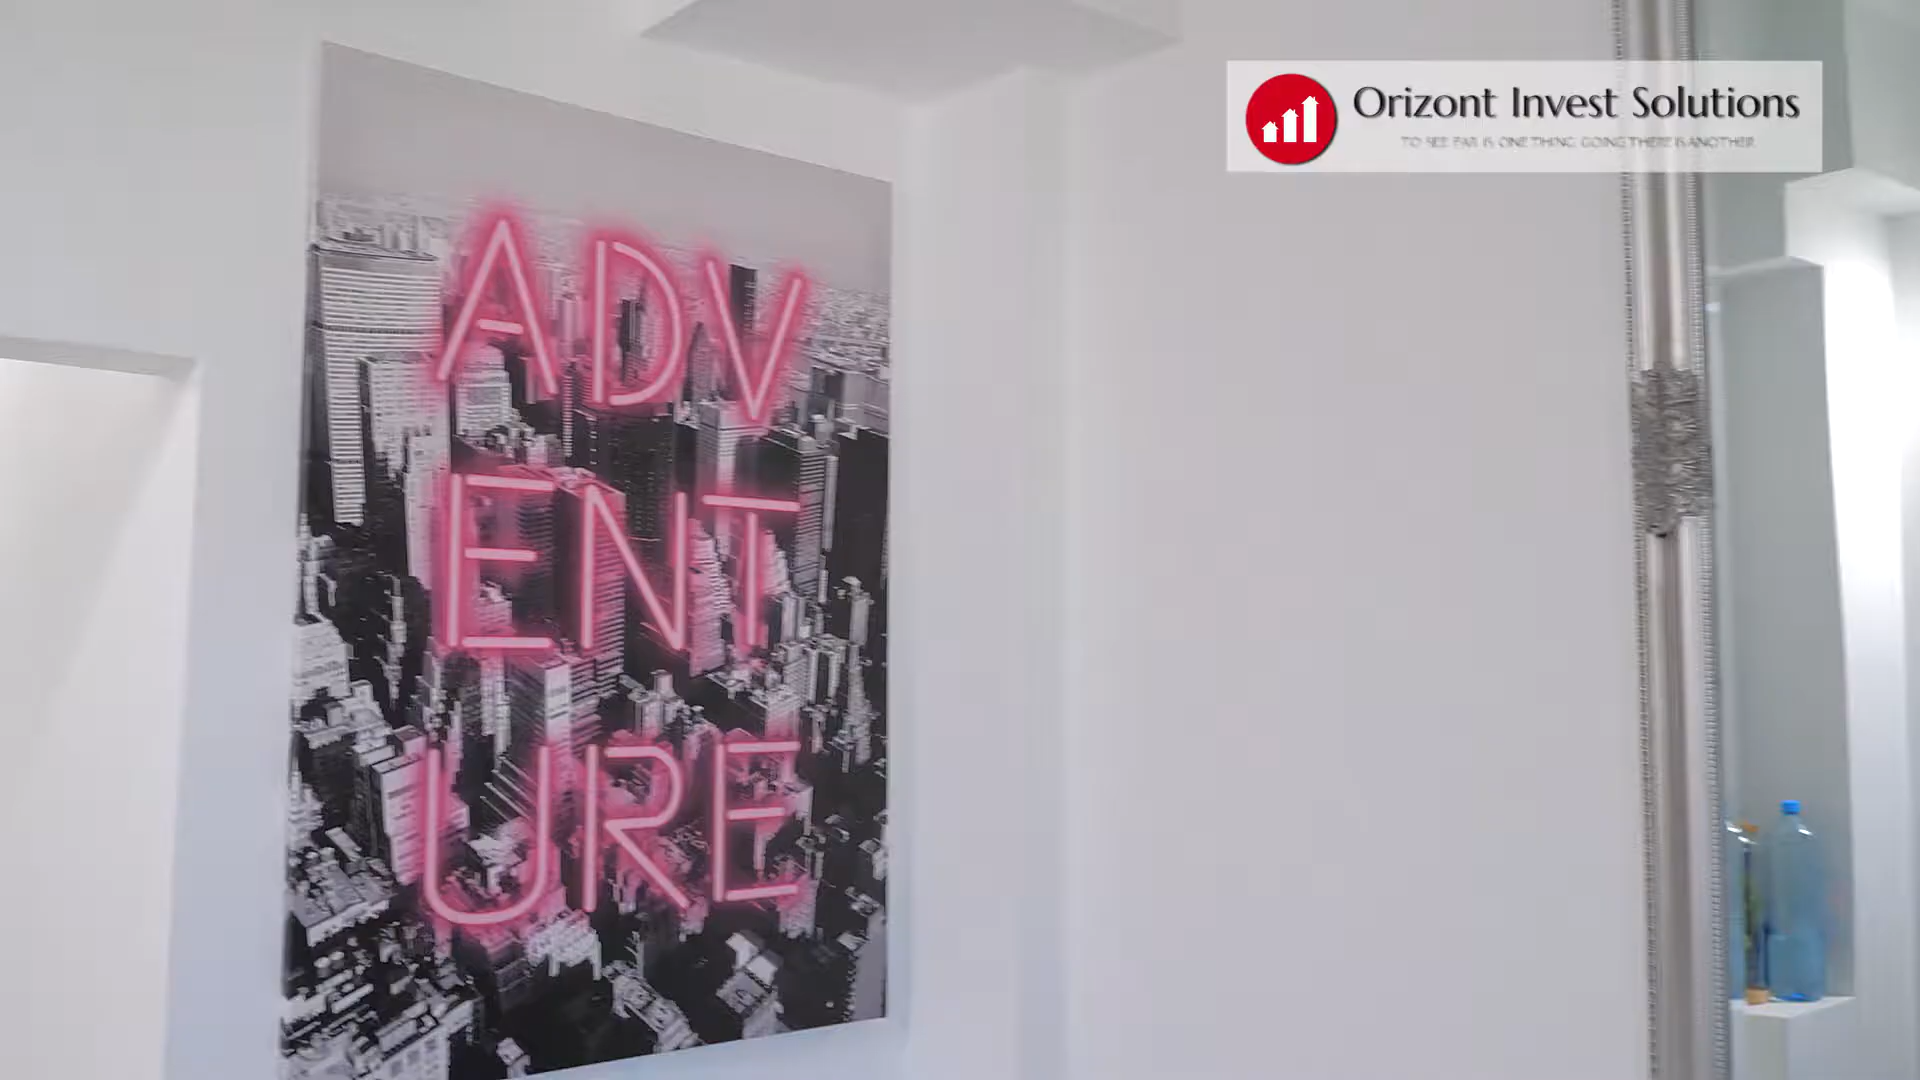 Orizont Invest Solutions
TO SEE FAR IS ONE THING, GOING THERE IS ANOTHER
ADV
ENT
URE